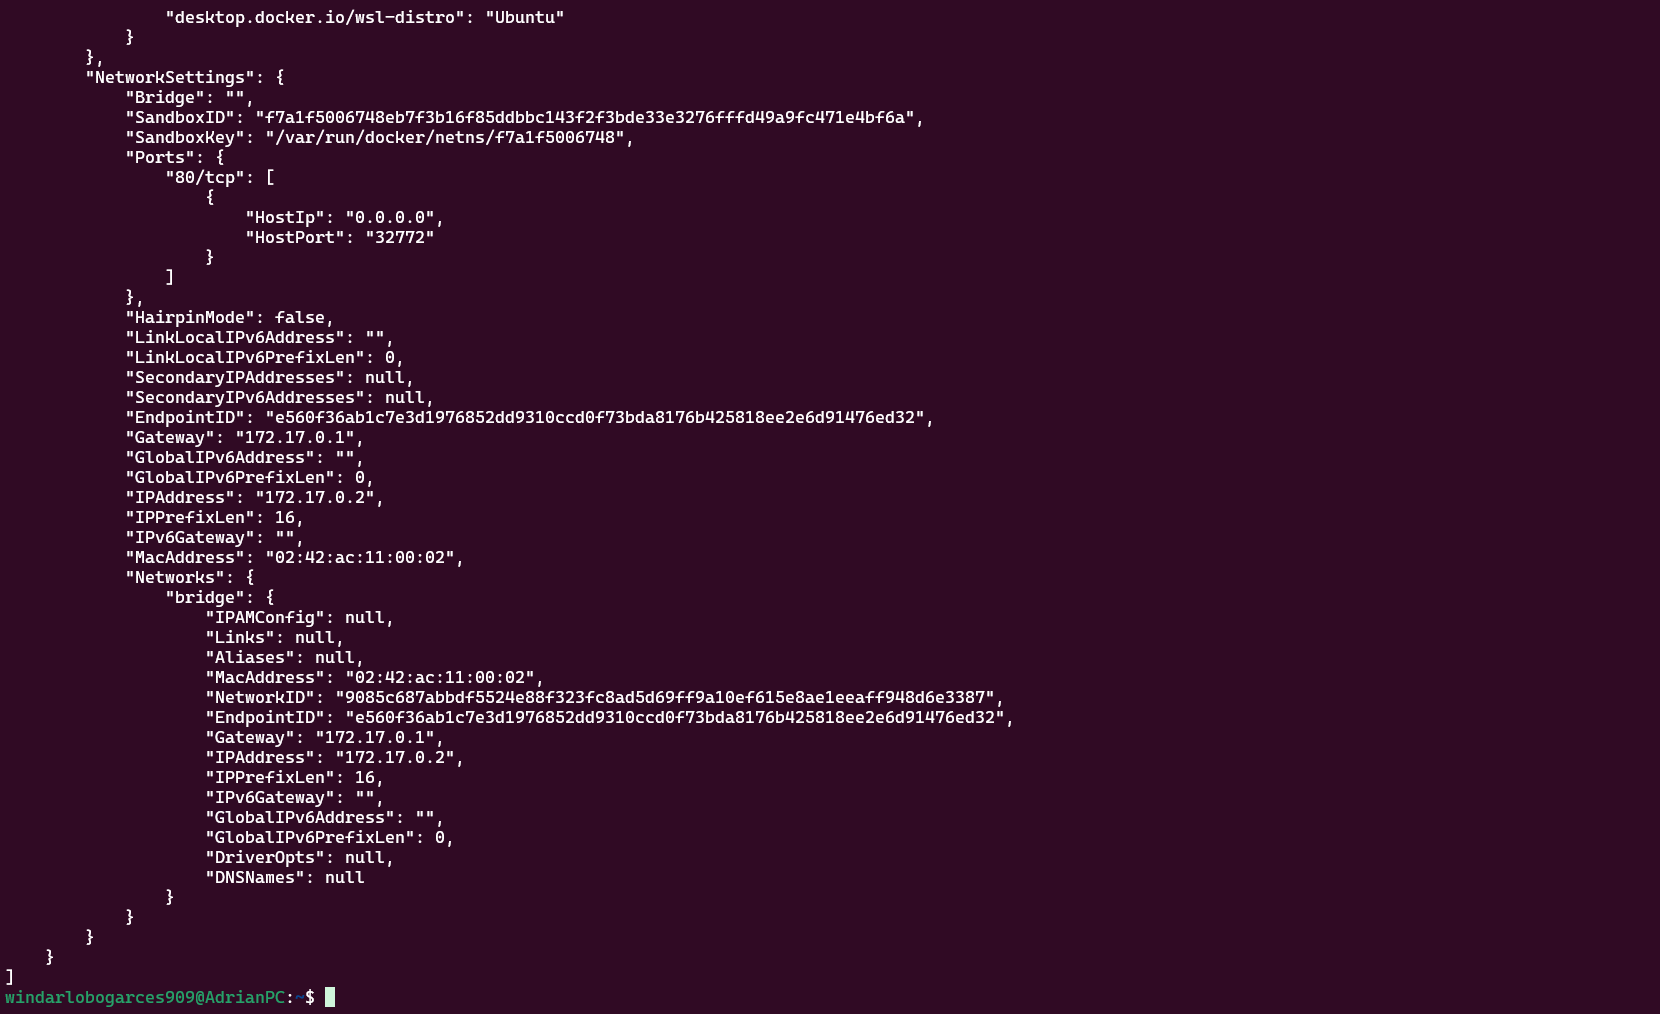 "desktop.docker.io/wsl-distro": "Ubuntu"
}
},
"NetworkSettings": {
"Bridge": "",
"SandboxID": "f7a1f5006748eb7f3b16f85ddbbc143f2f3bde33e3276fffd49a9fc471e4bf6a",
"SandboxKey": "/var/run/docker/netns/f7a1f5006748",
"Ports": {
"80/tcp": [
{
"HostIp": "0.0.0.0",
"HostPort": "32772"
}
]
},
"HairpinMode": false,
"LinkLocalIPv6Address": "",
"LinkLocalIPv6PrefixLen": 0,
"SecondaryIPAddresses": null,
"SecondaryIPv6Addresses": null,
"EndpointID": "e560f36ab1c7e3d1976852dd9310ccd0f73bda8176b425818ee2e6d91476ed32",
"Gateway": "172.17.0.1",
"GlobalIPv6Address": "",
"GlobalIPv6PrefixLen": 0,
"IPAddress": "172.17.0.2",
"IPPrefixLen": 16,
"IPv6Gateway": "",
"MacAddress": "02:42:ac:11:00:02",
"Networks": {
"bridge": {
"IPAMConfig": null,
"Links": null,
"Aliases": null,
"MacAddress": "02:42:ac:11:00:02",
"NetworkID": "9085c687abbdf5524e88f323fc8ad5d69ff9a10ef615e8ae1eeaff948d6e3387",
"EndpointID": "e560f36ab1c7e3d1976852dd9310ccd0f73bda8176b425818ee2e6d91476ed32",
"Gateway": "172.17.0.1",
"IPAddress": "172.17.0.2",
"IPPrefixLen": 16,
"IPv6Gateway": "",
"GlobalIPv6Address": "",
"GlobalIPv6PrefixLen": 0,
"DriverOpts": null,
"DNSNames": null
}
}
}
}
]
windarlobogarces909@AdrianPC:~$